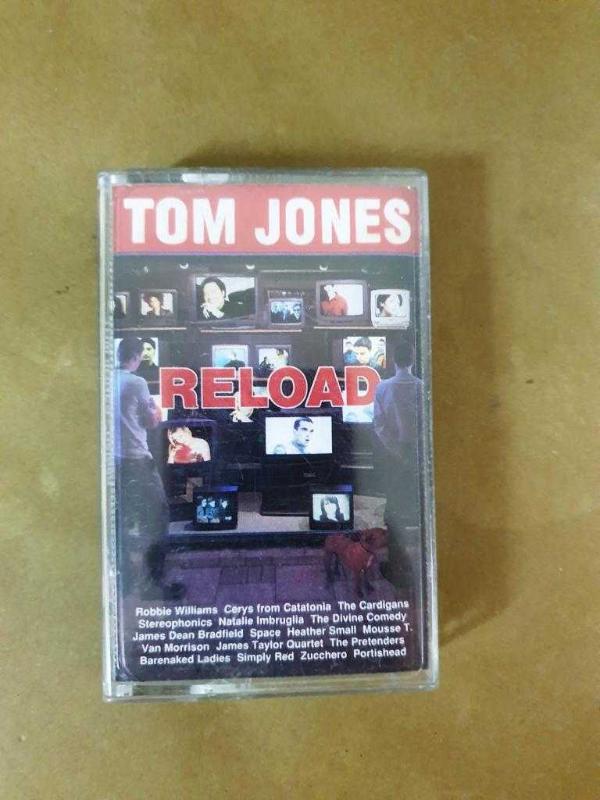 TOM JONES
RELOAD
Robbie Williams Cerys from Catatonia The Cardigans
Stereophonics Natalie Imbruglia The Divine Comedy
James Dean Bradfield Space Heather Small Mousse T.
Van Morrison James Taylor Quartet The Pretenders
Barenaked Ladies Simply Red Zucchero Portishead